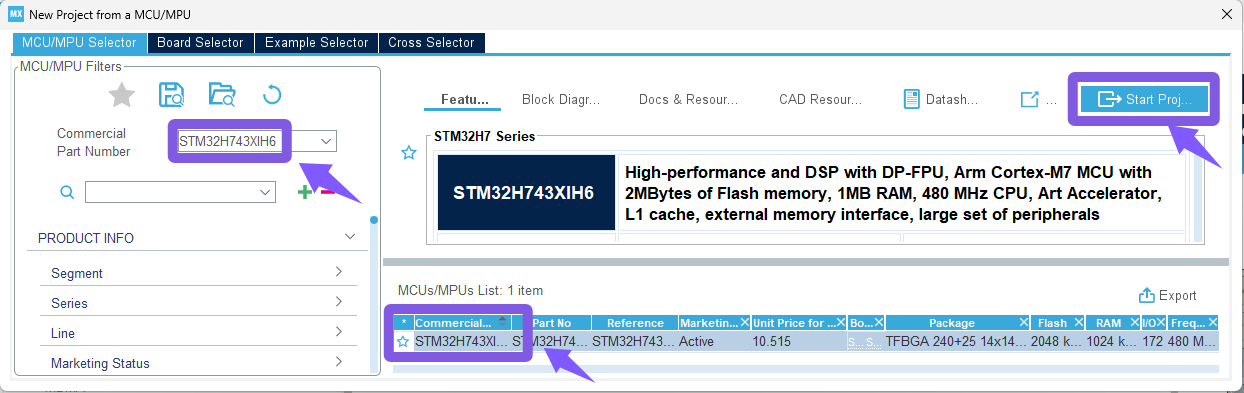 MX New Project from a MCU/MPU
MCU/MPU Selector Board Selector Example Selector Cross Selector
MCU/MPU Filters
Commercial
Part Number
STM32H743XIH6
PRODUCT INFO
Segment
Series
Line
Marketing Status
Featu... Block Diagr... Docs & Resour... CAD Resour... Datash... ... Start Proj...
STM32H7 Series
STM32H743XIH6
High-performance and DSP with DP-FPU, Arm Cortex-M7 MCU with
2MBytes of Flash memory, 1MB RAM, 480 MHz CPU, Art Accelerator,
L1 cache, external memory interface, large set of peripherals
MCUs/MPUs List: 1 item
Export
* Commercial... Part No Reference Marketin... Unit Price for ... Bo... Package Flash RAM I/O Freq...
STM32H743XI... STM32H74... STM32H743... Active 10.515 S... S... TFBGA 240+25 14x14... 2048 k... 1024 k... 172 480 M...